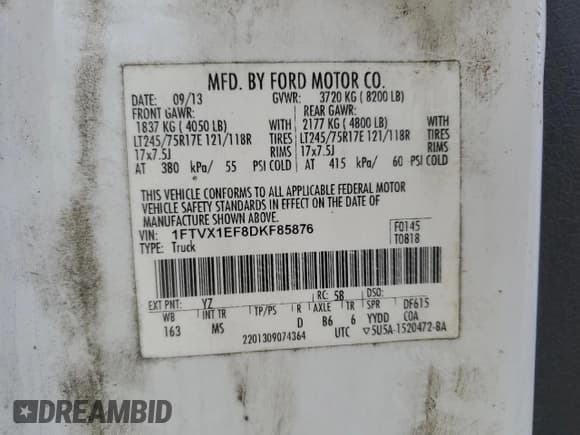 MFD. BY FORD MOTOR CO.
DATE: 09/13 GVWR: 3720 KG ( 8200 LB)
FRONT GAWR: REAR GAWR:
1837 KG ( 4050 LB) WITH 2177 KG ( 4800 LB) WITH
LT245/75R17E 121/118R TIRES LT245/75R17E 121/118R TIRES
17x7.5J RIMS 17x7.5J RIMS
AT 380 kPa/ 55 PSI COLD AT 415 kPa/ 60 PSI COLD
THIS VEHICLE CONFORMS TO ALL APPLICABLE FEDERAL MOTOR
VEHICLE SAFETY STANDARDS IN EFFECT ON THE DATE OF
MANUFACTURE SHOWN ABOVE.
VIN: 1FTVX1EF8DKF85876 F0145
TYPE: Truck T0818
EXT PNT: YZ RC: 58 DSO:
WB INT TR TP/PS R AXLE TR SPR DF615
163 MS D B6 6 YYDD COA
2201309074364 UTC ▽5U5A-1520472-BA
DREAMBID